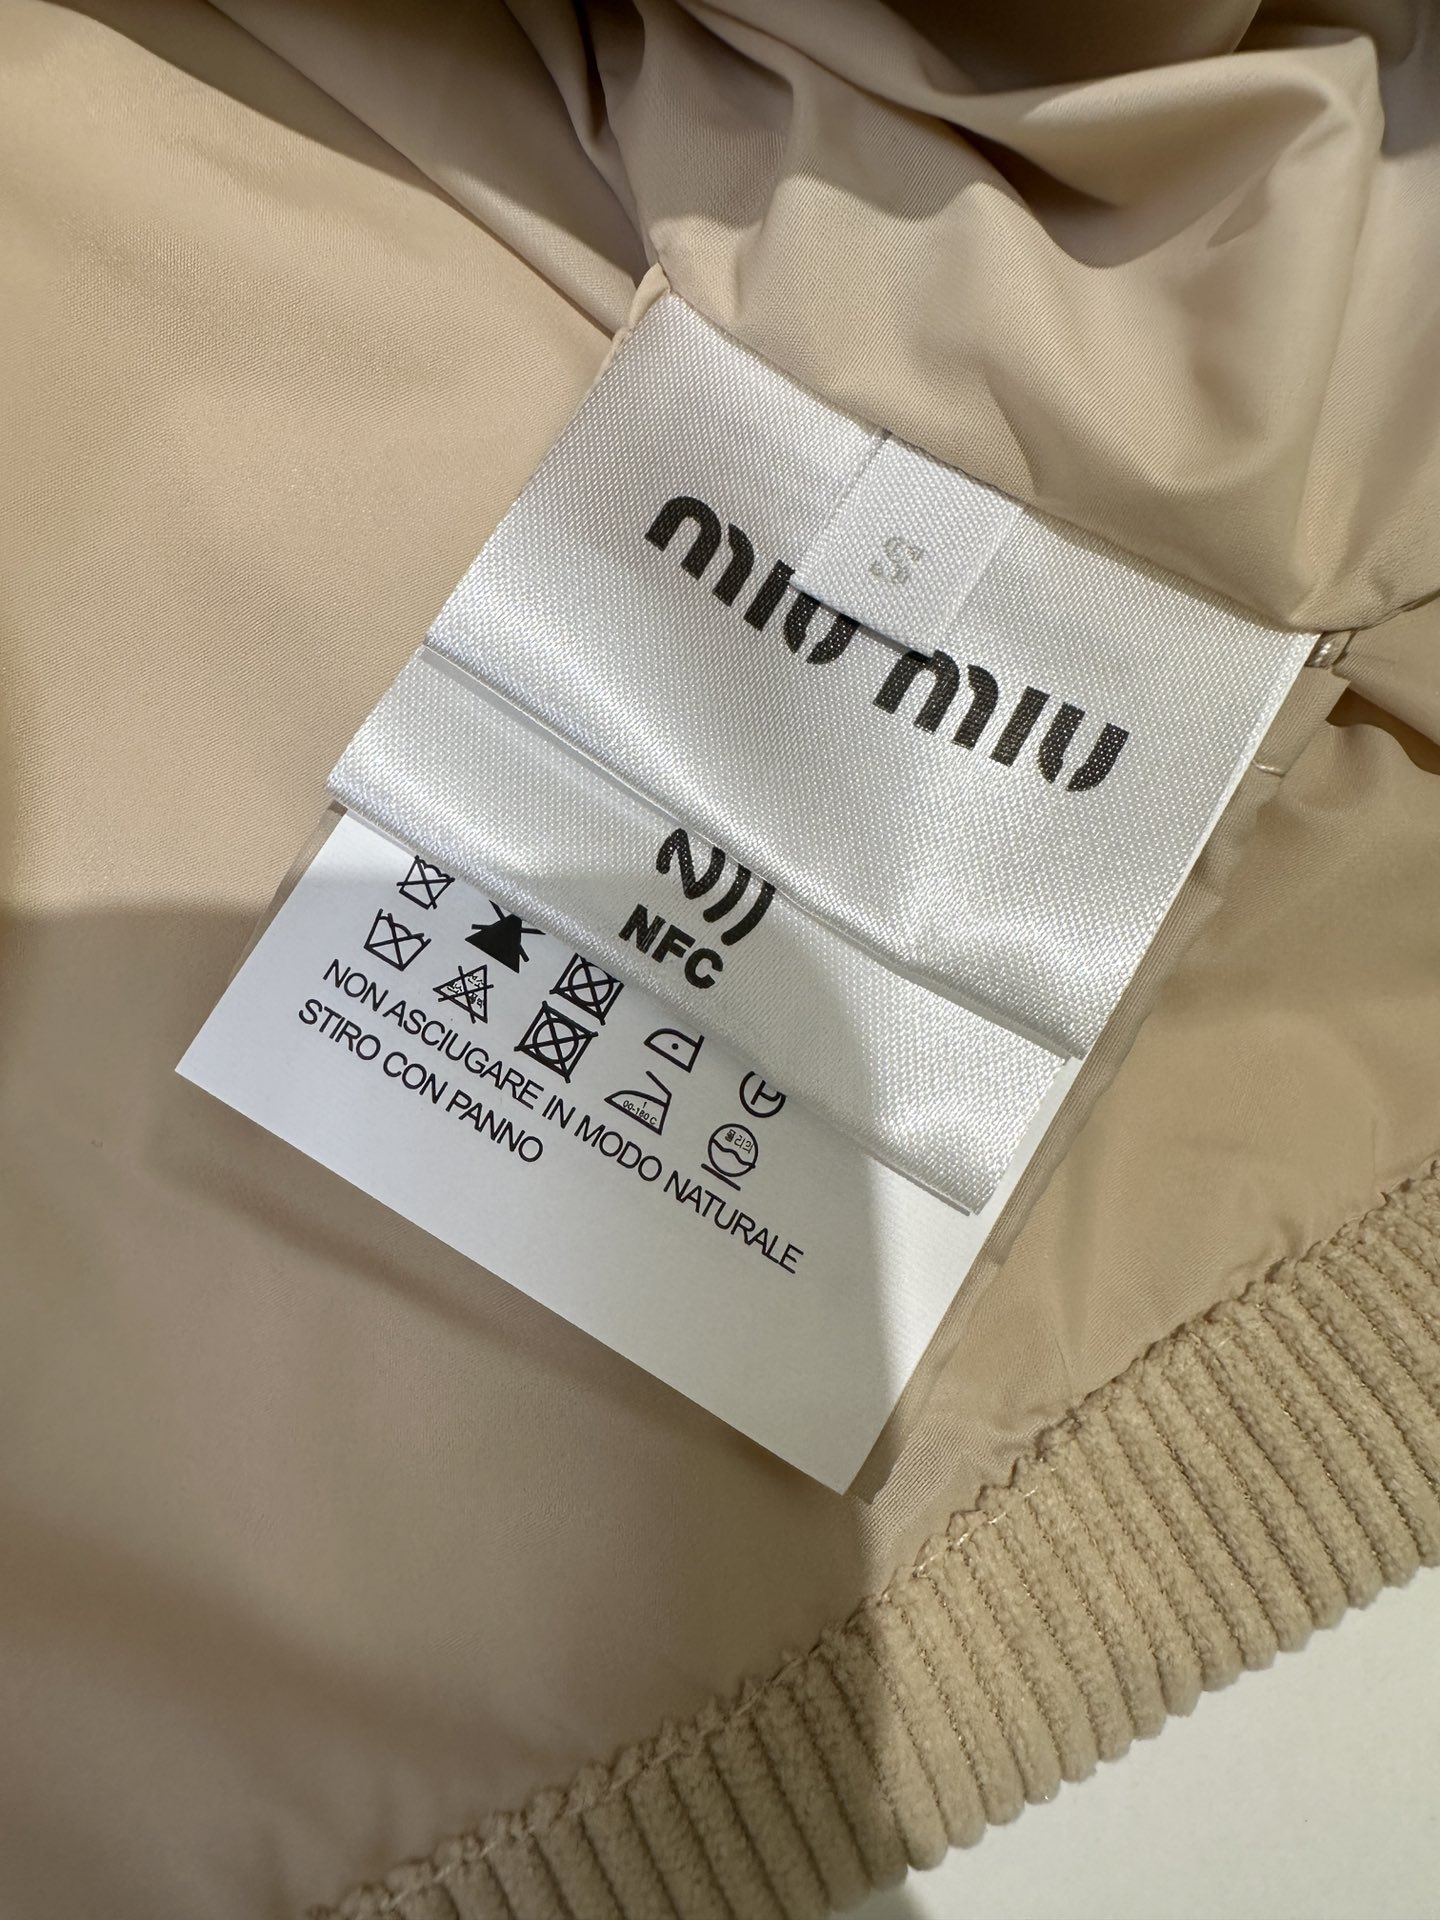 S
miu miu
NFC
P
NON ASCIUGARE IN MODO NATURALE
STIRO CON PANNO